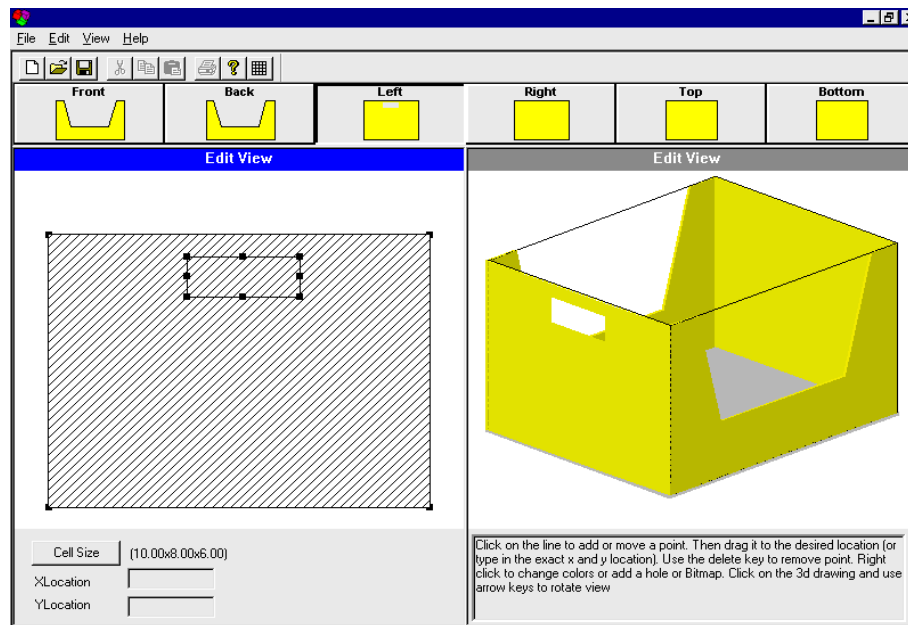 File Edit View Help
Front Back Left Right Top Bottom
Edit View
Edit View
Cell Size (10.00x8.00x6.00)
XLocation
YLocation
Click on the line to add or move a point. Then drag it to the desired location (or
type in the exact x and y location). Use the delete key to remove point. Right
click to change colors or add a hole or Bitmap. Click on the 3d drawing and use
arrow keys to rotate view